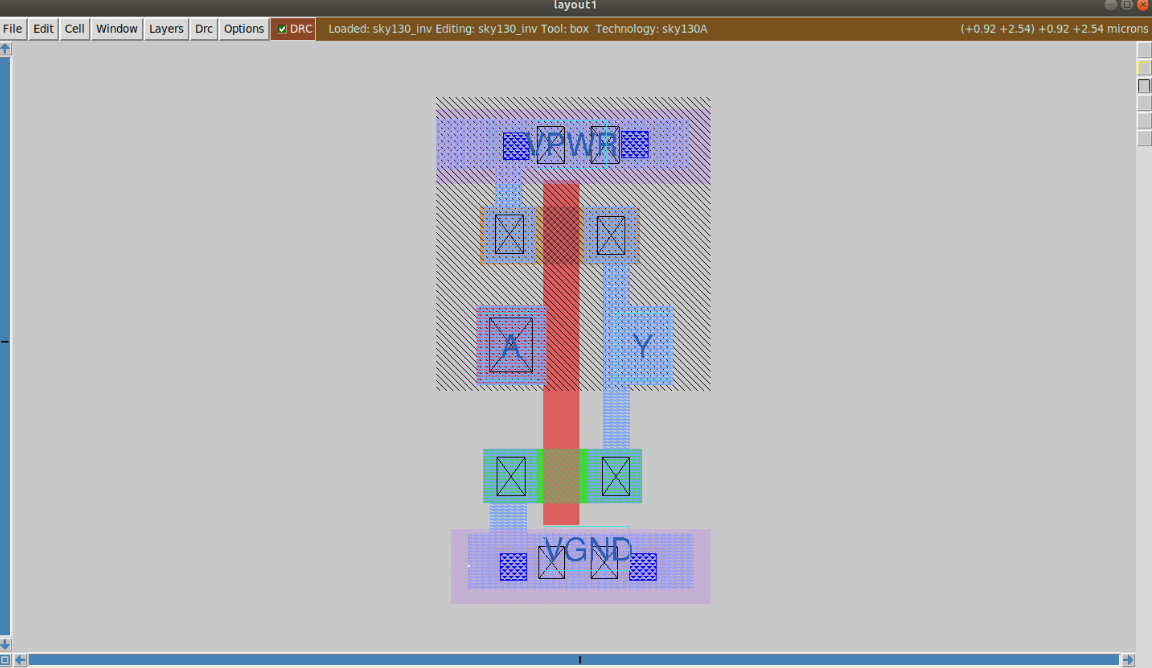 layout1
File Edit Cell Window Layers Drc Options DRC Loaded: sky130_inv Editing: sky130_inv Tool: box Technology: sky130A (+0.92 +2.54) +0.92 +2.54 microns
VPWR
A Y
VGND